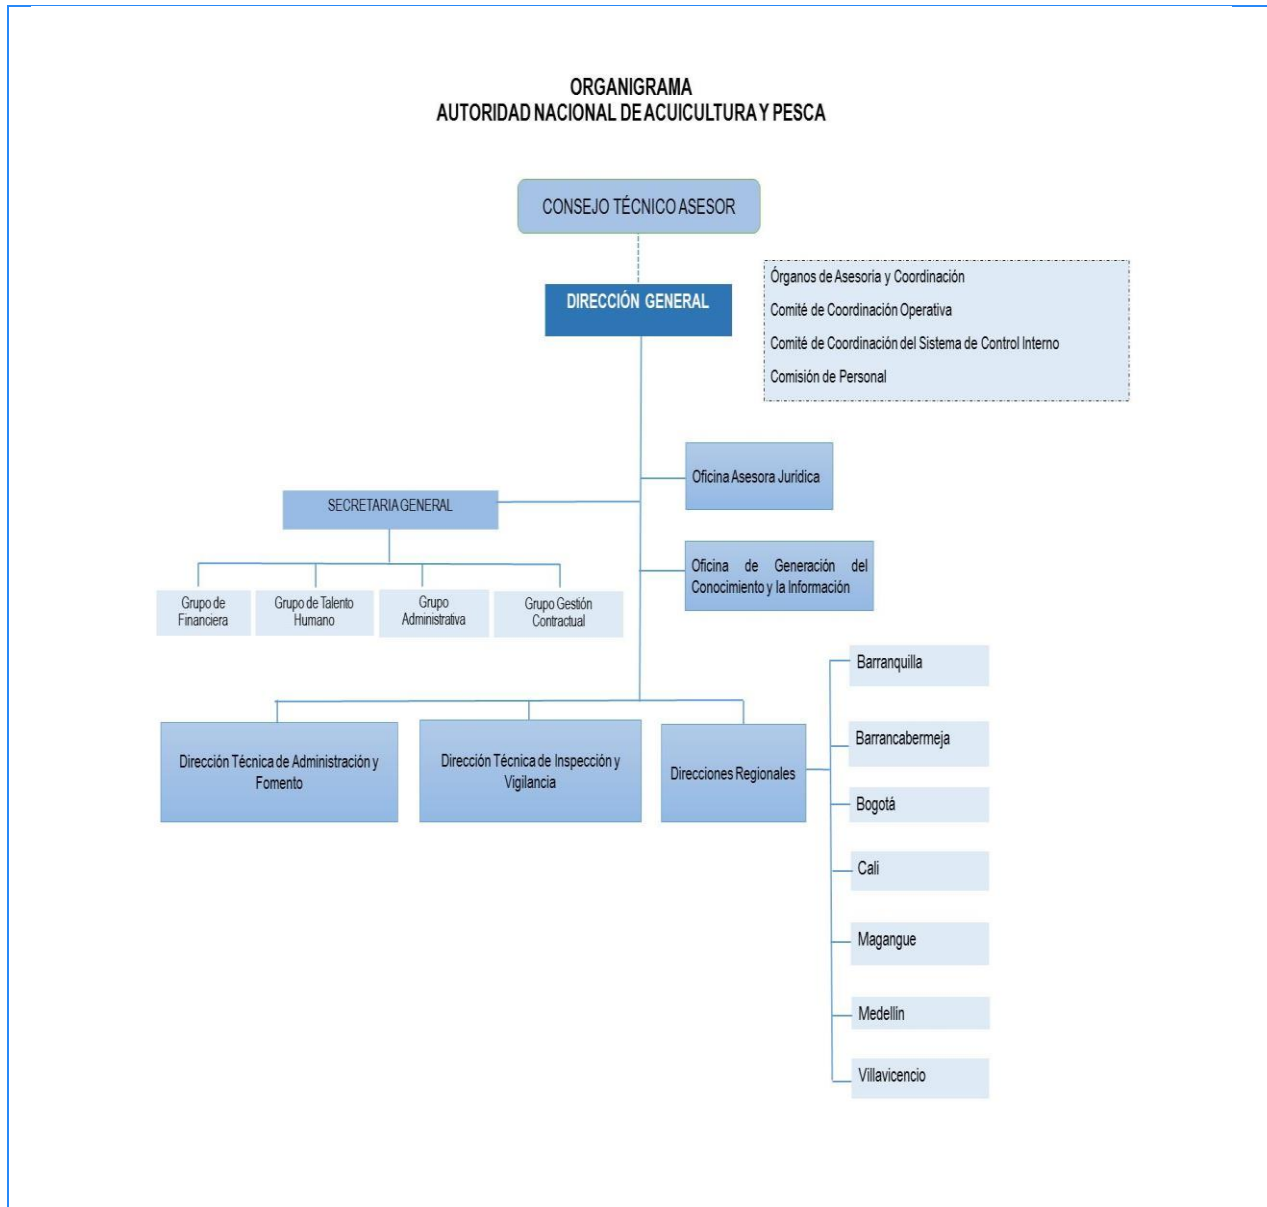 ORGANIGRAMA
AUTORIDAD NACIONAL DE ACUICULTURA Y PESCA
CONSEJO TÉCNICO ASESOR
DIRECCIÓN GENERAL
Órganos de Asesoría y Coordinación
Comité de Coordinación Operativa
Comité de Coordinación del Sistema de Control Interno
Comisión de Personal
Oficina Asesora Jurídica
SECRETARIA GENERAL
Oficina de Generación del
Conocimiento y la Información
Grupo de
Financiera
Grupo de Talento
Humano
Grupo
Administrativa
Grupo Gestión
Contractual
Dirección Técnica de Administración y
Fomento
Dirección Técnica de Inspección y
Vigilancia
Direcciones Regionales
Barranquilla
Barrancabermeja
Bogotá
Cali
Magangue
Medellín
Villavicencio